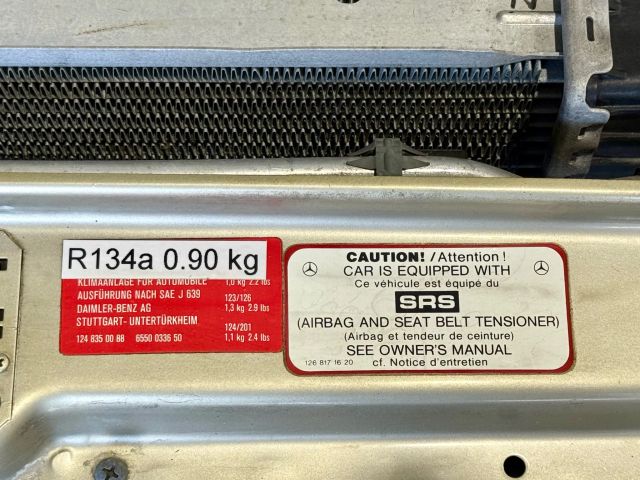 R134a 0.90 kg
KLIMAANLAGE FÜR AUTOMOBILE 1,0 kg 2.2 lbs
AUSFÜHRUNG NACH SAE J 639 123/126
DAIMLER-BENZ AG 1,3 kg 2.9 lbs
STUTTGART- UNTERTÜRKHEIM 124/201
124 835 00 88 6550 0336 50 1,1 kg 2.4 lbs
CAUTION! / Attention!
CAR IS EQUIPPED WITH
Ce véhicule est équipé du
SRS
(AIRBAG AND SEAT BELT TENSIONER)
(Airbag et tendeur de ceinture)
SEE OWNER'S MANUAL
126 817 16 20 cf. Notice d'entretien